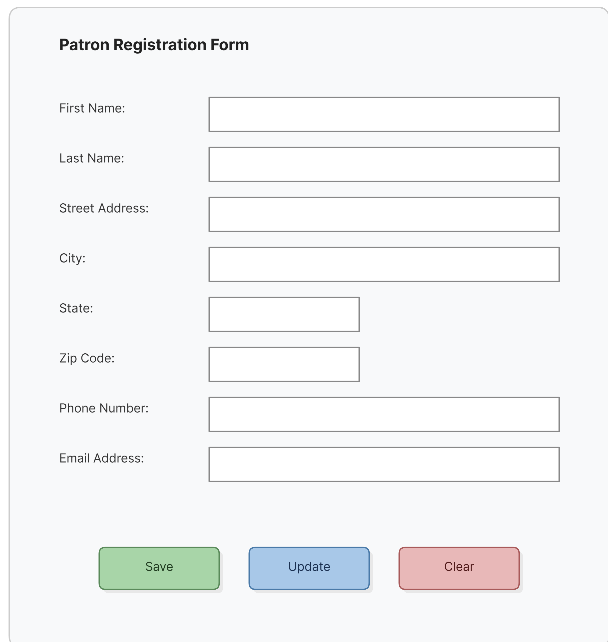 Patron Registration Form
First Name:
Last Name:
Street Address:
City:
State:
Zip Code:
Phone Number:
Email Address:
Save Update Clear